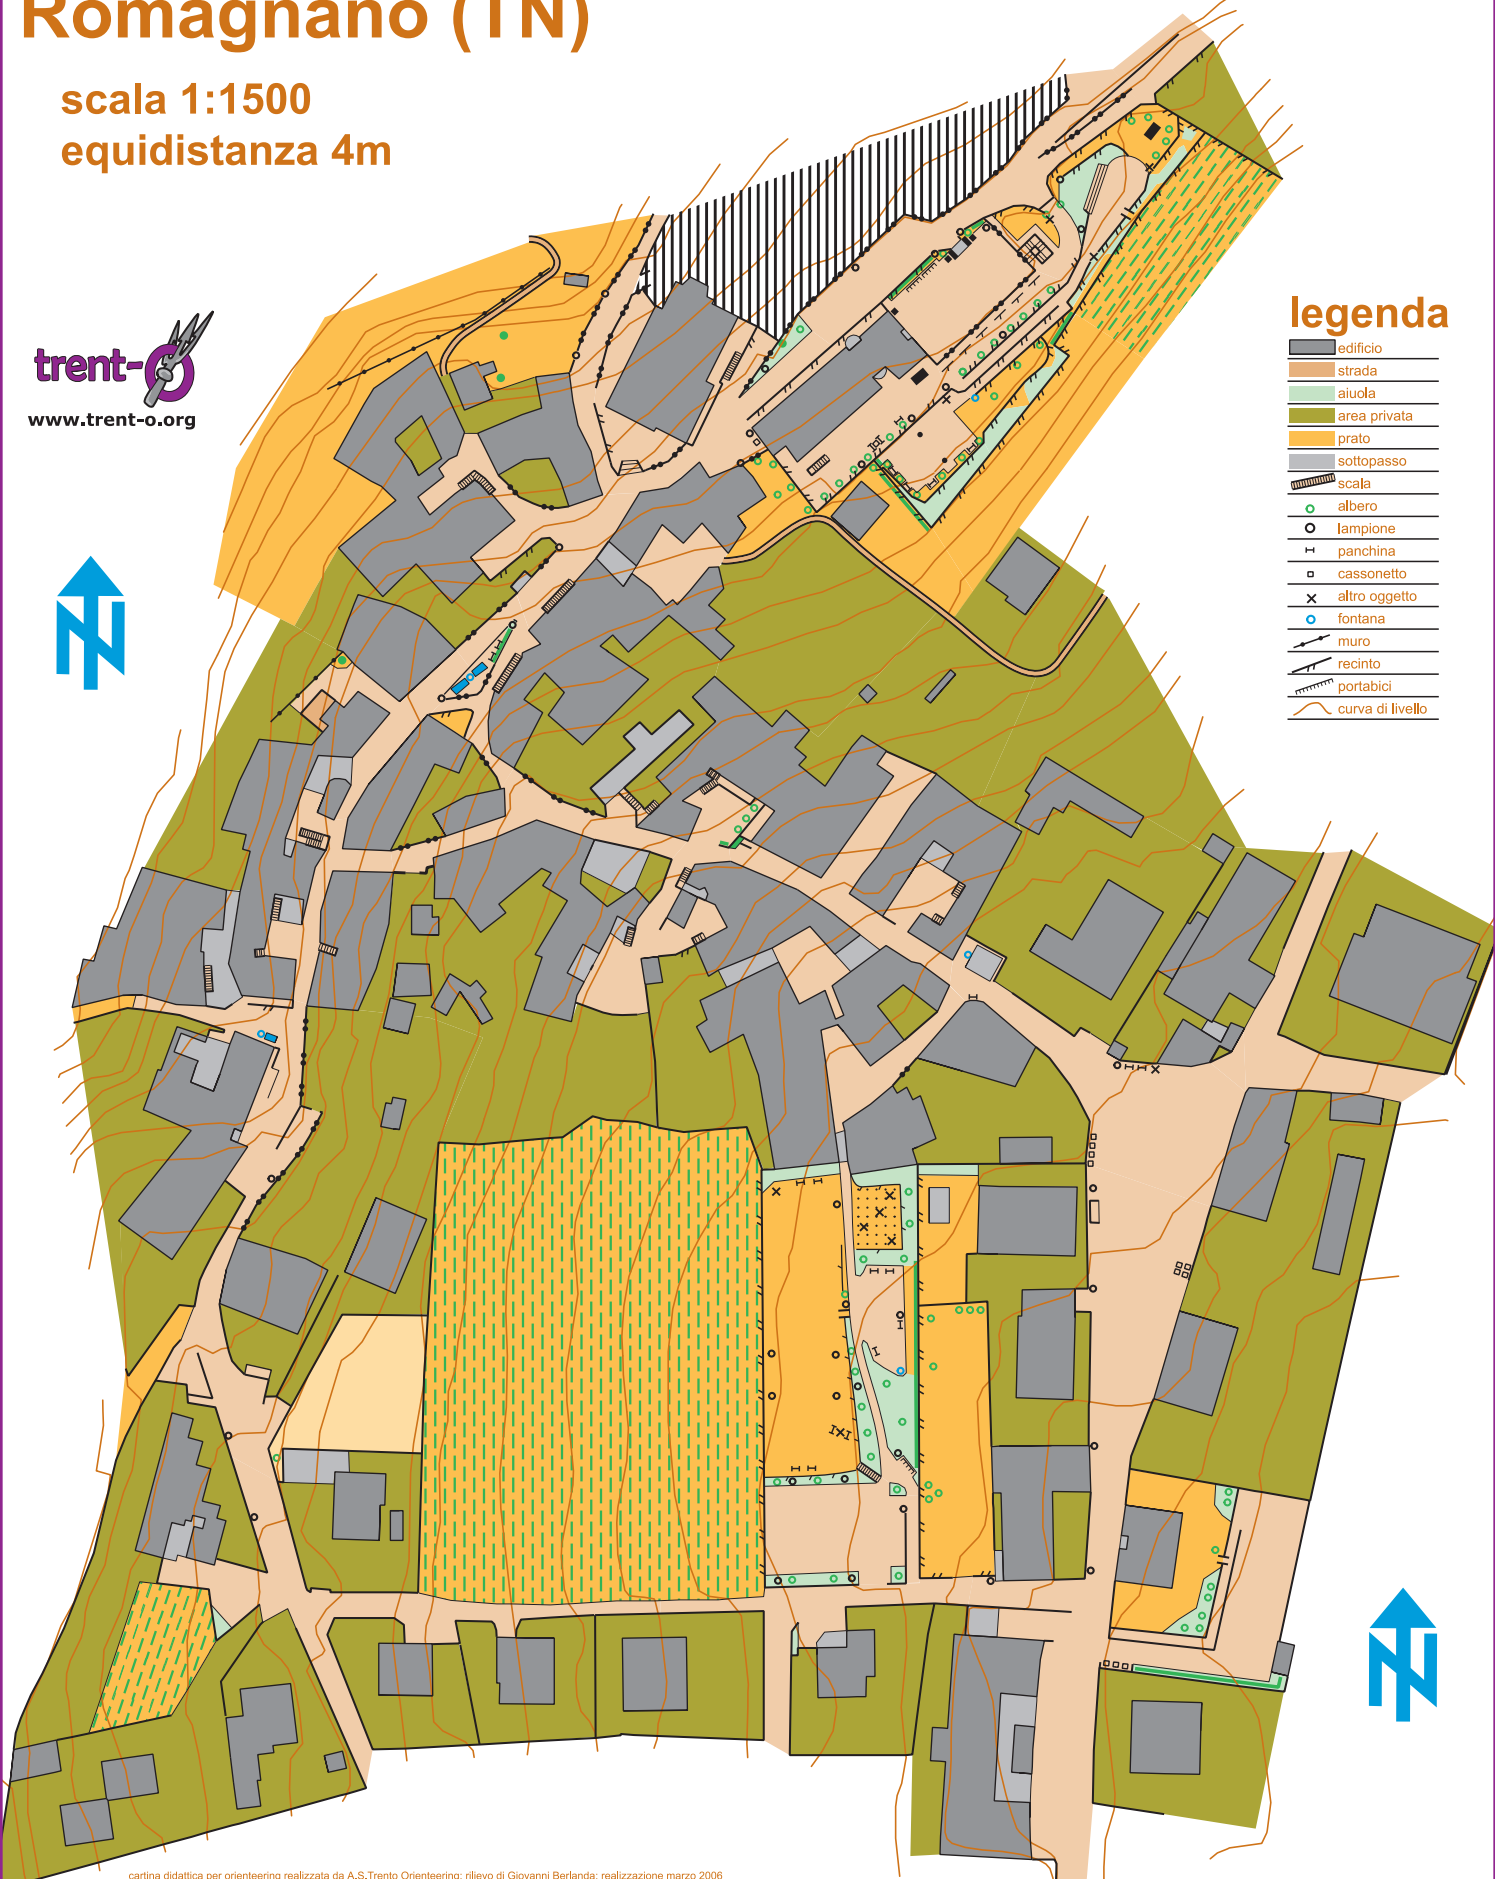 Romagnano (TN)
scala 1:1500
equidistanza 4m
trent-O
www.trent-o.org
legenda
edificio
strada
aiuola
area privata
prato
sottopasso
scala
albero
lampione
panchina
cassonetto
altro oggetto
fontana
muro
recinto
portabici
curva di livello
N
N
cartina didattica per orienteering realizzata da A.S.Trento Orienteering; rilievo di Giovanni Berlanda; realizzazione marzo 2006